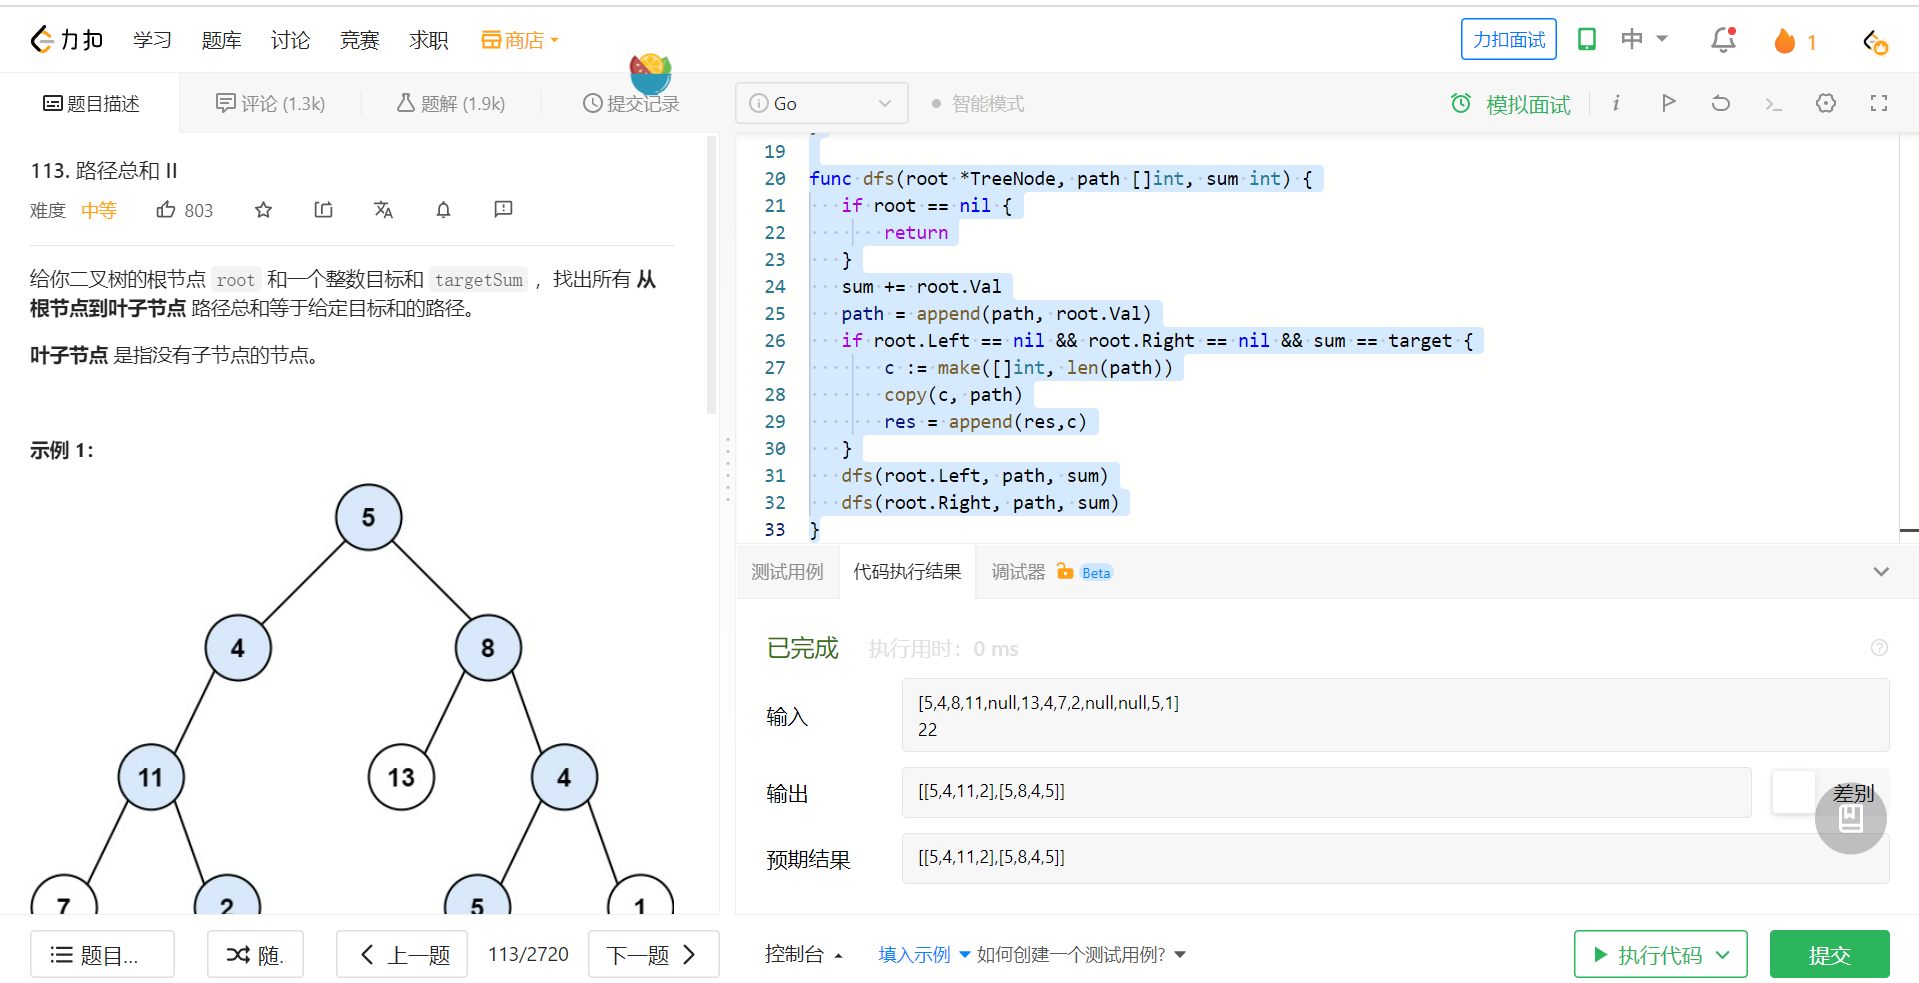 力扣 学习 题库 讨论 竞赛 求职 商店 力扣面试 中 1
题目描述 评论 (1.3k) 题解 (1.9k) 提交记录 Go 智能模式 模拟面试
113. 路径总和 II
难度 中等 803
给你二叉树的根节点 root 和一个整数目标和 targetSum ，找出所有 从
根节点到叶子节点 路径总和等于给定目标和的路径。
叶子节点 是指没有子节点的节点。
示例 1：
5
4 8
11 13 4
7 2 5 1
题目... 随. 上一题 113/2720 下一题
19
20 func dfs(root *TreeNode, path []int, sum int) {
21 if root == nil {
22 return
23 }
24 sum += root.Val
25 path = append(path, root.Val)
26 if root.Left == nil && root.Right == nil && sum == target {
27 c := make([]int, len(path))
28 copy(c, path)
29 res = append(res,c)
30 }
31 dfs(root.Left, path, sum)
32 dfs(root.Right, path, sum)
33 }
测试用例 代码执行结果 调试器 Beta
已完成 执行用时：0 ms
输入 [5,4,8,11,null,13,4,7,2,null,null,5,1]
22
输出 [[5,4,11,2],[5,8,4,5]] 差别
预期结果 [[5,4,11,2],[5,8,4,5]]
控制台 填入示例 如何创建一个测试用例? 执行代码 提交